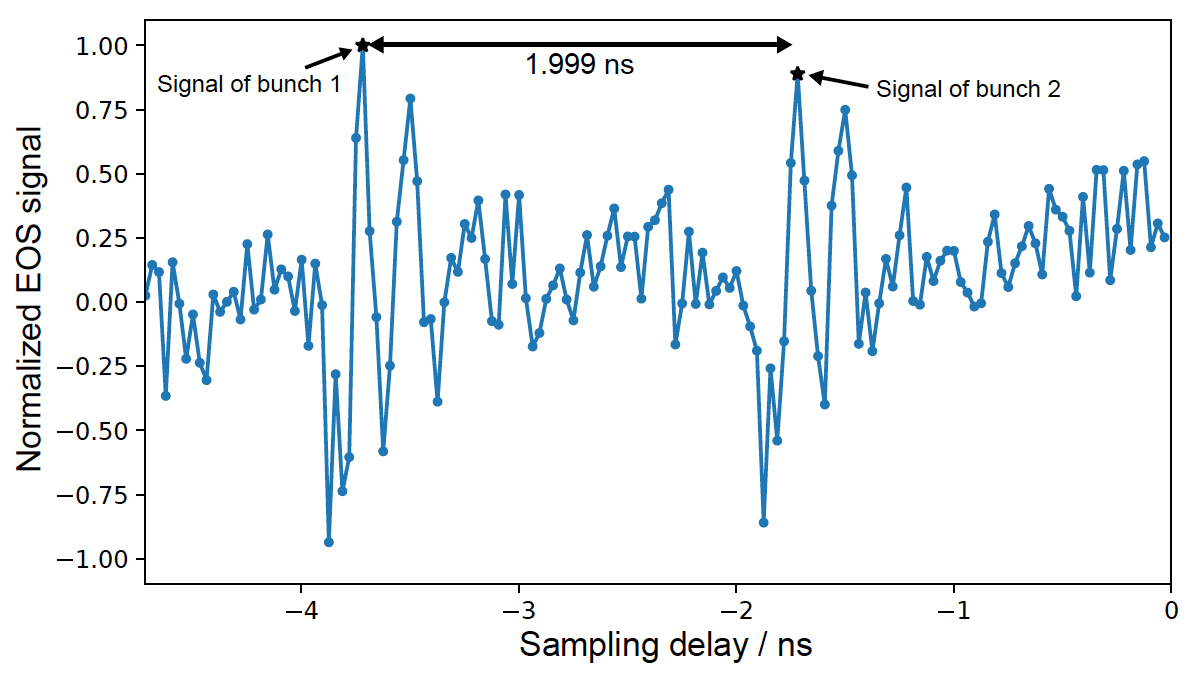 1.00
0.75
0.50
0.25
0.00
−0.25
−0.50
−0.75
−1.00
Normalized EOS signal
Signal of bunch 1
1.999 ns
Signal of bunch 2
−4
−3
−2
−1
0
Sampling delay / ns